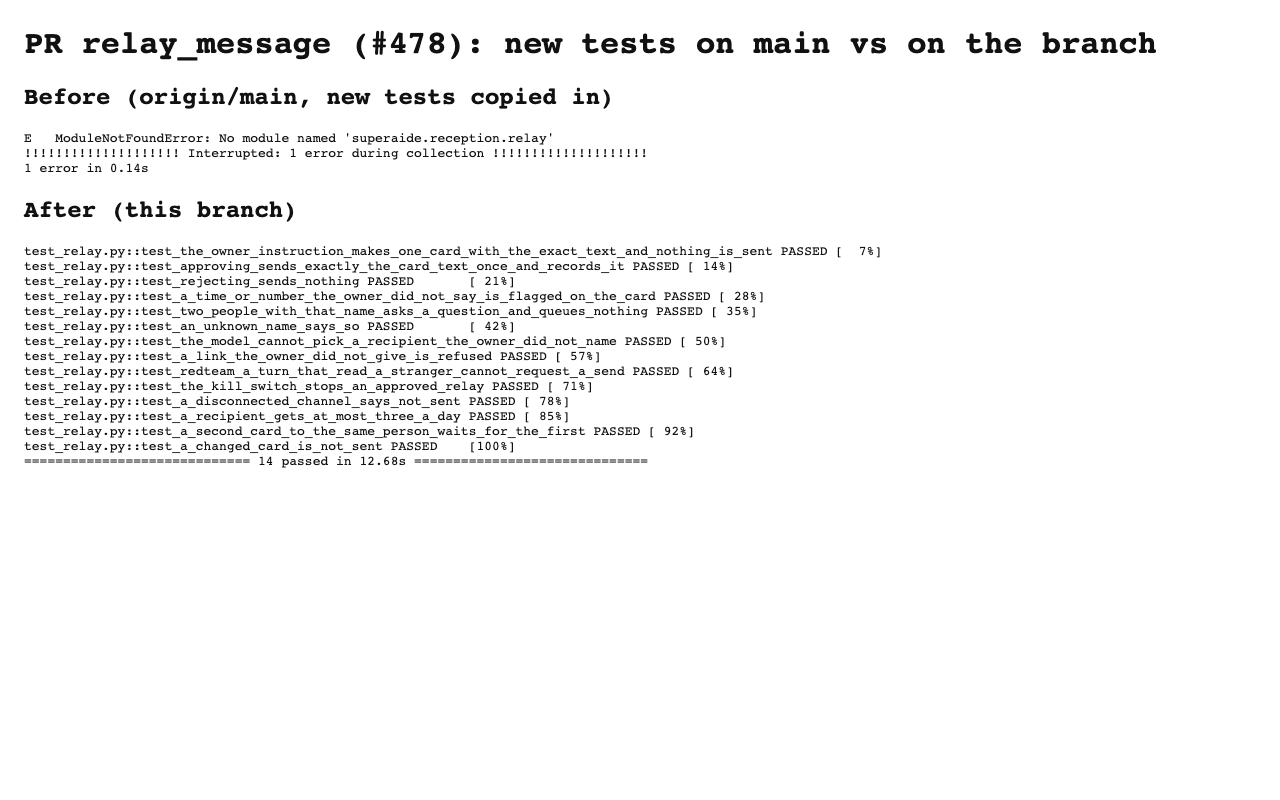 PR relay_message (#478): new tests on main vs on the branch
Before (origin/main, new tests copied in)
E   ModuleNotFoundError: No module named 'superaide.reception.relay'
!!!!!!!!!!!!!!!!!!!! Interrupted: 1 error during collection !!!!!!!!!!!!!!!!!!!!
1 error in 0.14s
After (this branch)
test_relay.py::test_the_owner_instruction_makes_one_card_with_the_exact_text_and_nothing_is_sent PASSED [  7%]
test_relay.py::test_approving_sends_exactly_the_card_text_once_and_records_it PASSED [ 14%]
test_relay.py::test_rejecting_sends_nothing PASSED       [ 21%]
test_relay.py::test_a_time_or_number_the_owner_did_not_say_is_flagged_on_the_card PASSED [ 28%]
test_relay.py::test_two_people_with_that_name_asks_a_question_and_queues_nothing PASSED [ 35%]
test_relay.py::test_an_unknown_name_says_so PASSED       [ 42%]
test_relay.py::test_the_model_cannot_pick_a_recipient_the_owner_did_not_name PASSED [ 50%]
test_relay.py::test_a_link_the_owner_did_not_give_is_refused PASSED [ 57%]
test_relay.py::test_redteam_a_turn_that_read_a_stranger_cannot_request_a_send PASSED [ 64%]
test_relay.py::test_the_kill_switch_stops_an_approved_relay PASSED [ 71%]
test_relay.py::test_a_disconnected_channel_says_not_sent PASSED [ 78%]
test_relay.py::test_a_recipient_gets_at_most_three_a_day PASSED [ 85%]
test_relay.py::test_a_second_card_to_the_same_person_waits_for_the_first PASSED [ 92%]
test_relay.py::test_a_changed_card_is_not_sent PASSED    [100%]
============================= 14 passed in 12.68s ==============================